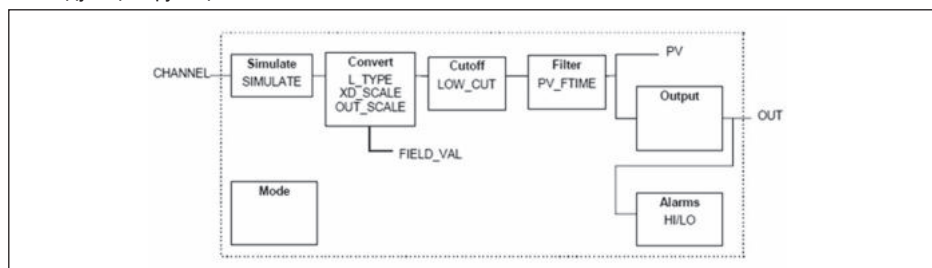 CHANNEL
Simulate
SIMULATE
Convert
L_TYPE
XD_SCALE
OUT_SCALE
FIELD_VAL
Cutoff
LOW_CUT
Filter
PV_FTIME
PV
Output
OUT
Mode
Alarms
HI/LO